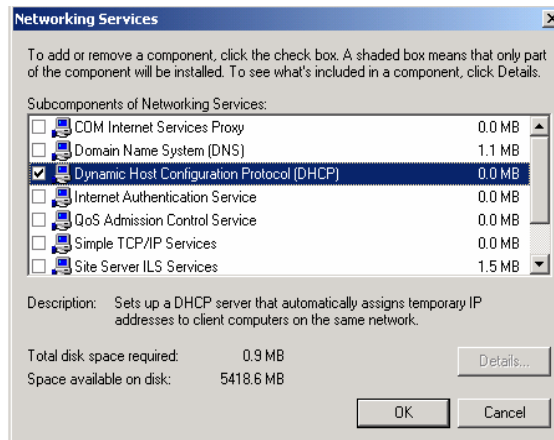 Networking Services
To add or remove a component, click the check box. A shaded box means that only part
of the component will be installed. To see what's included in a component, click Details.
Subcomponents of Networking Services:
COM Internet Services Proxy 0.0 MB
Domain Name System (DNS) 1.1 MB
Dynamic Host Configuration Protocol (DHCP) 0.0 MB
Internet Authentication Service 0.0 MB
QoS Admission Control Service 0.0 MB
Simple TCP/IP Services 0.0 MB
Site Server ILS Services 1.5 MB
Description: Sets up a DHCP server that automatically assigns temporary IP
addresses to client computers on the same network.
Total disk space required: 0.9 MB
Space available on disk: 5418.6 MB
Details...
OK Cancel